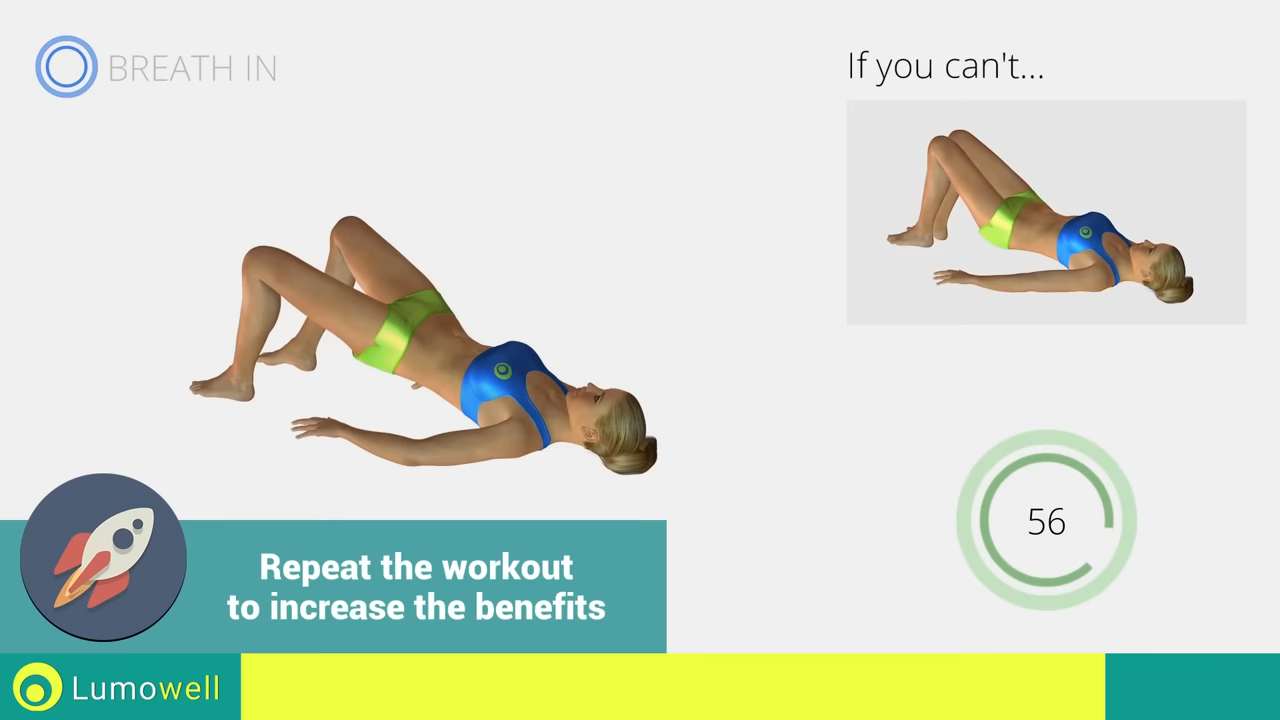 BREATH IN
If you can't...
56
Repeat the workout
to increase the benefits
Lumowell